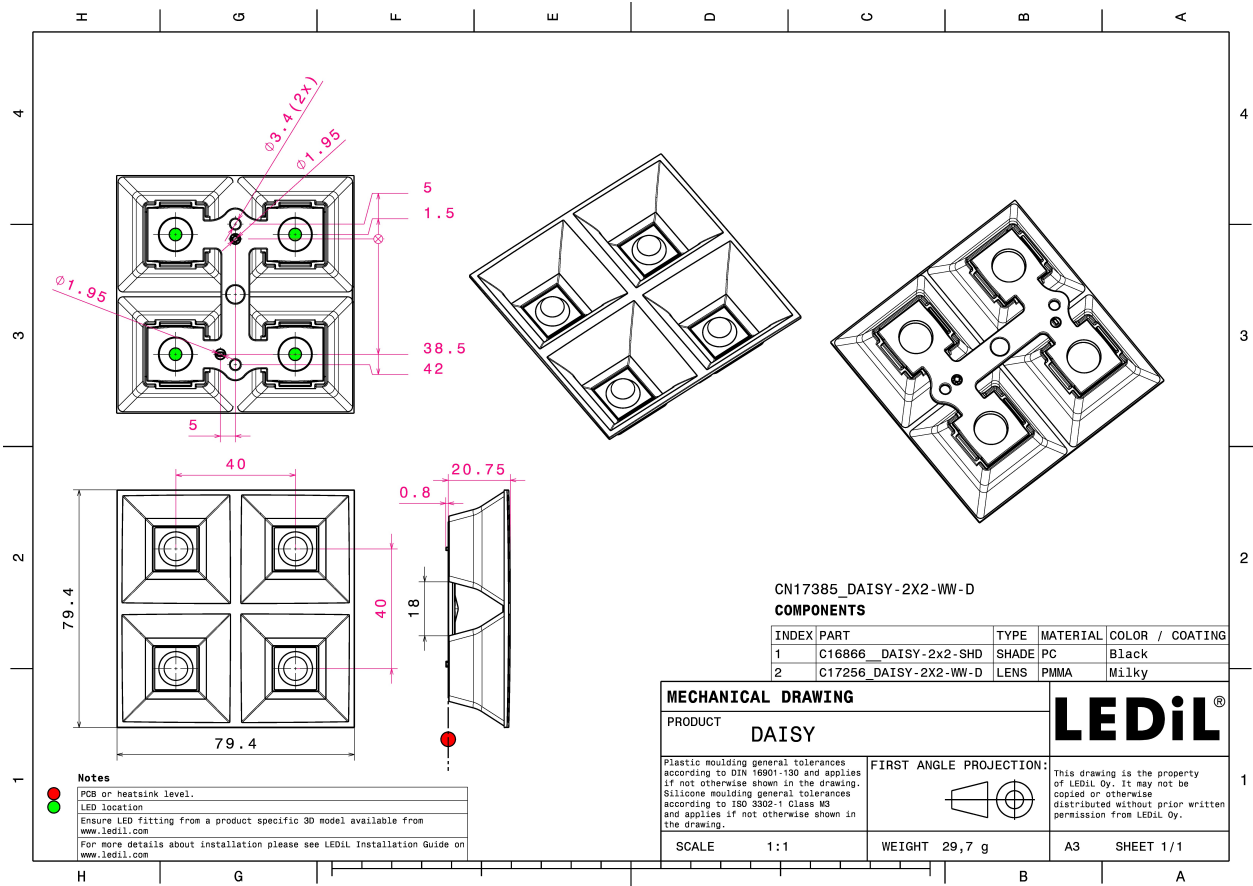 H G F E D C B A
4
4
3
3
2
2
1
1
Ø3.4(2x)
Ø1.95
5
1.5
Ø1.95
38.5
42
5
40
20.75
0.8
79.4
40
18
79.4
CN17385_DAISY-2X2-WW-D
COMPONENTS
INDEX PART TYPE MATERIAL COLOR / COATING
1 C16866__DAISY-2x2-SHD SHADE PC Black
2 C17256_DAISY-2X2-WW-D LENS PMMA Milky
MECHANICAL DRAWING
PRODUCT
DAISY
LEDiL®
Plastic moulding general tolerances
according to DIN 16901-130 and applies
if not otherwise shown in the drawing.
Silicone moulding general tolerances
according to ISO 3302-1 Class M3
and applies if not otherwise shown in
the drawing.
FIRST ANGLE PROJECTION:
This drawing is the property
of LEDiL Oy. It may not be
copied or otherwise
distributed without prior written
permission from LEDiL Oy.
SCALE 1:1
WEIGHT 29,7 g
A3 SHEET 1/1
Notes
PCB or heatsink level.
LED location
Ensure LED fitting from a product specific 3D model available from
www.ledil.com
For more details about installation please see LEDiL Installation Guide on
www.ledil.com
H G B A